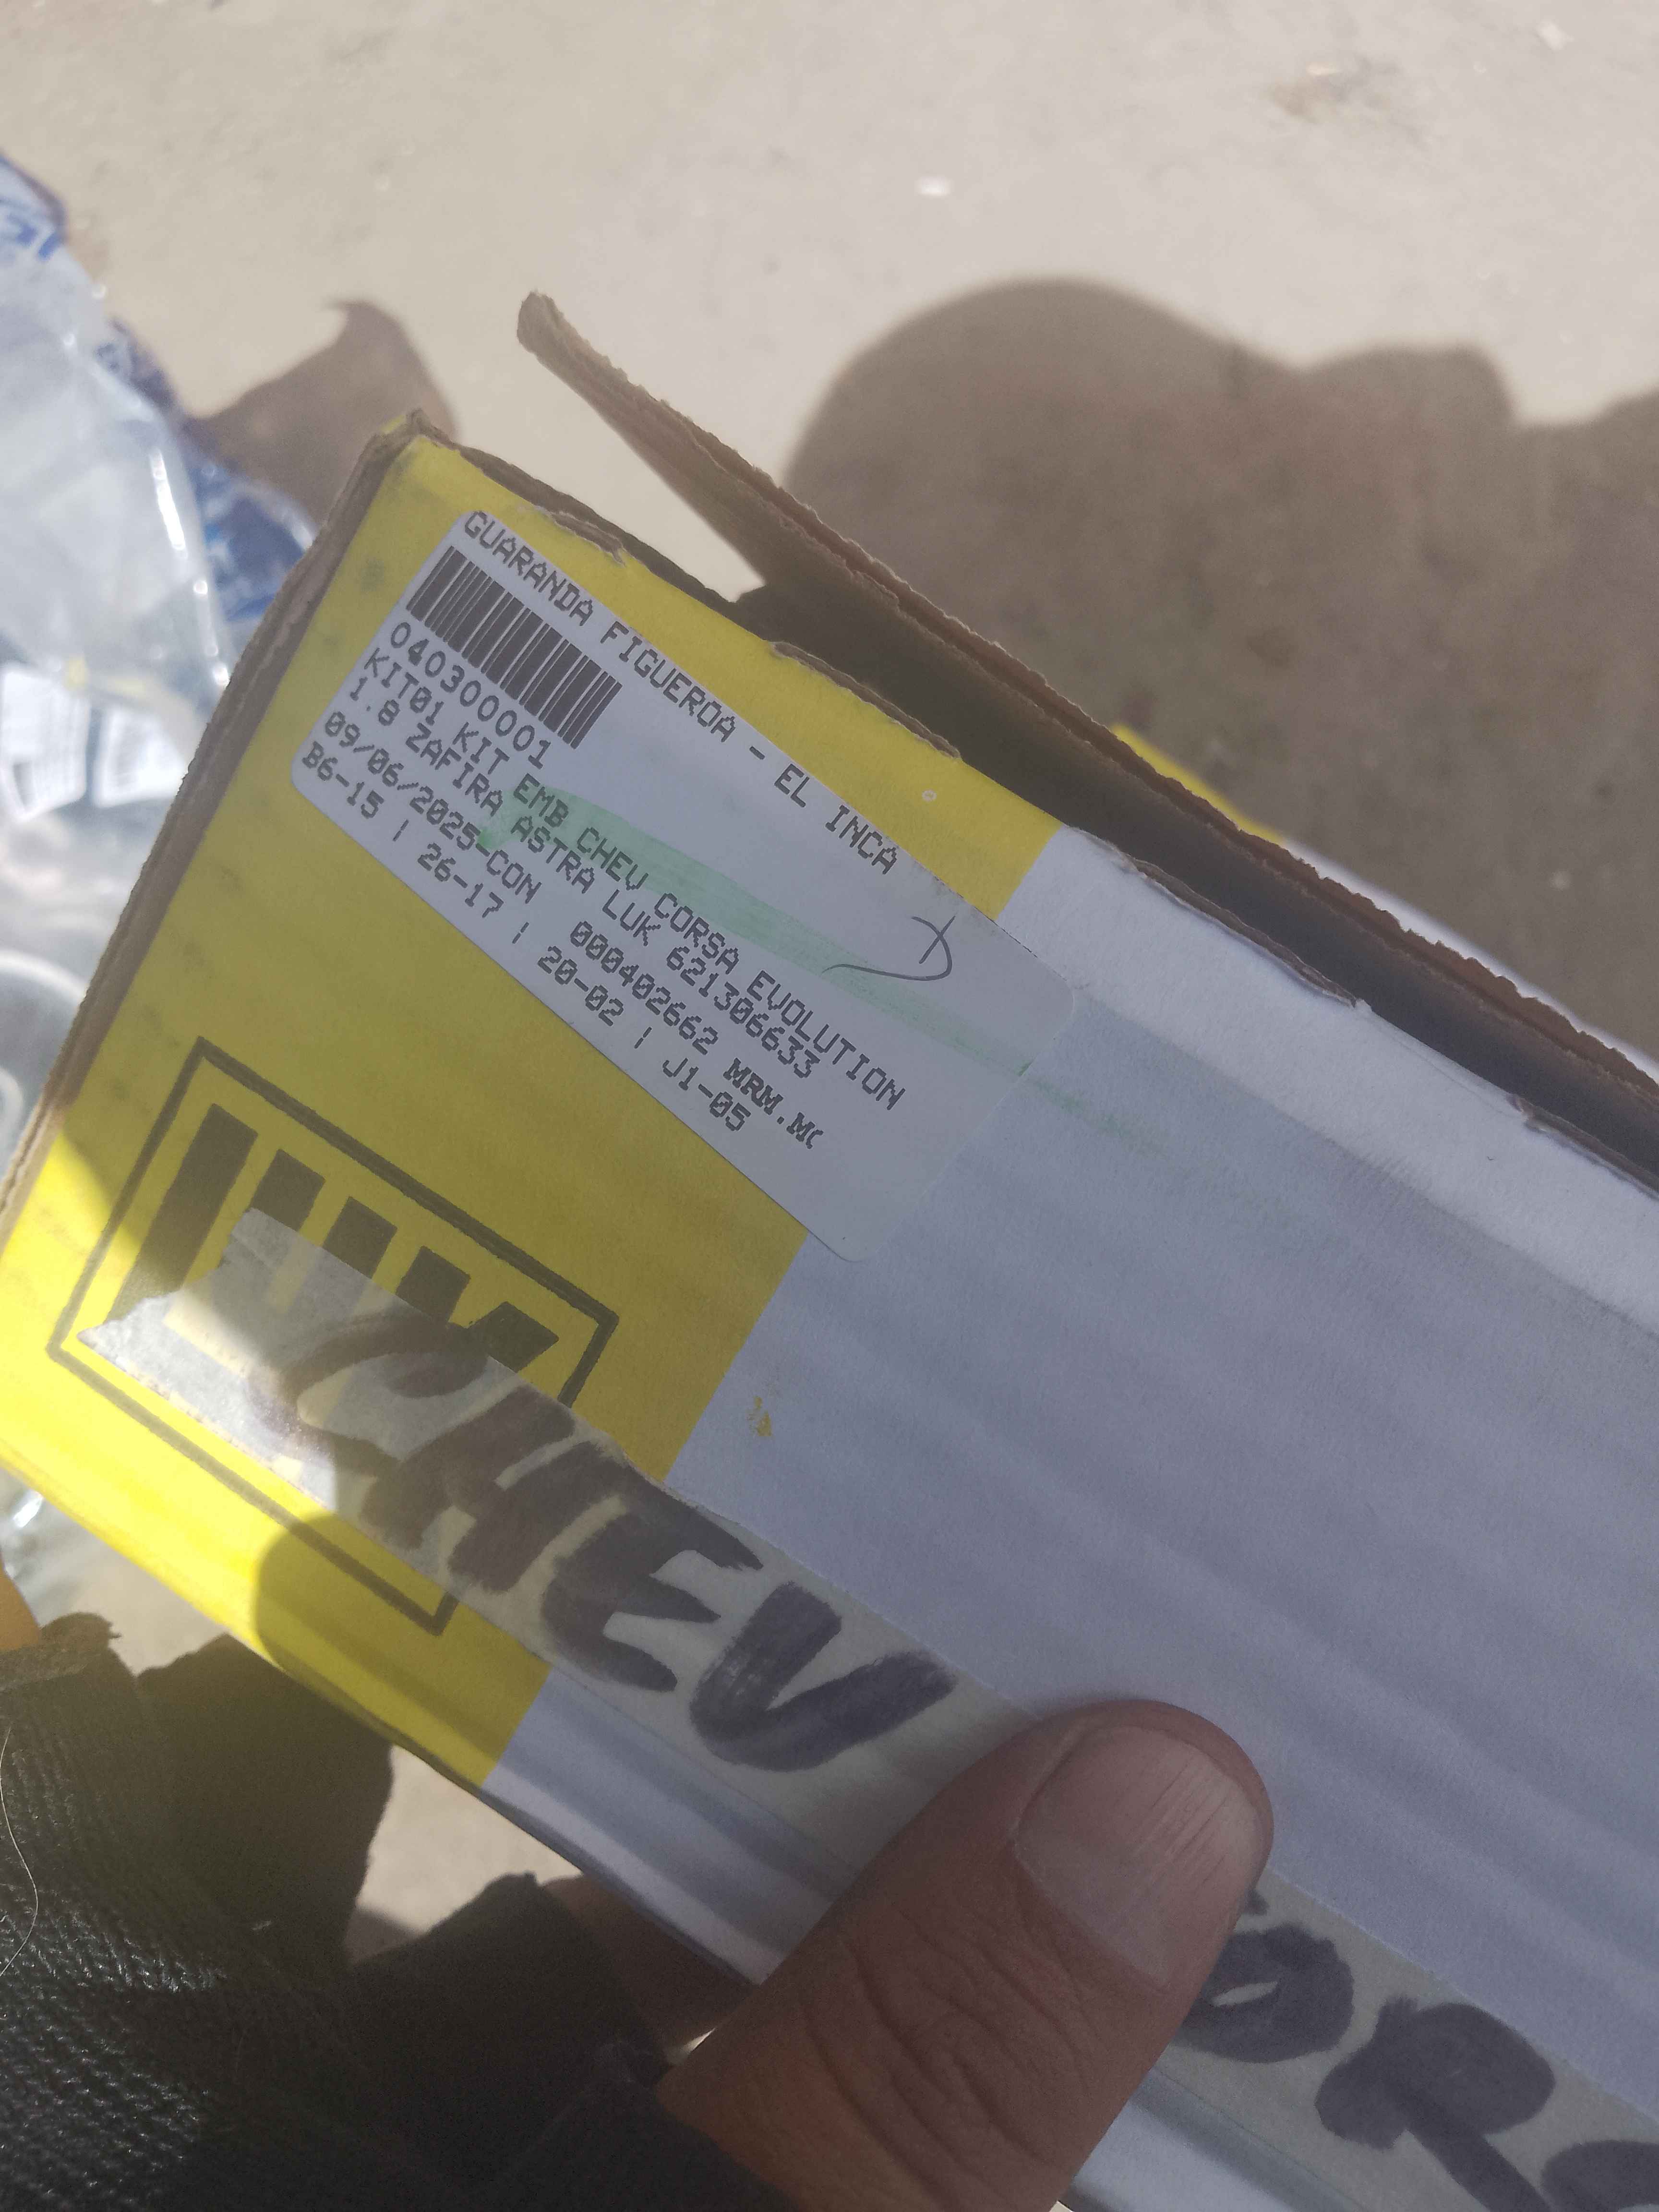 GUARANDA FIGUEROA - EL INCA
04030001
KIT01 KIT EMB CHEV CORSA EVOLUTION
1.8 ZAFIRA ASTRA LUK 621306633
09/06/2025-CON 000402662 MRM.MC
B6-15 | 26-17 | 20-02 | J1-05
CHEV